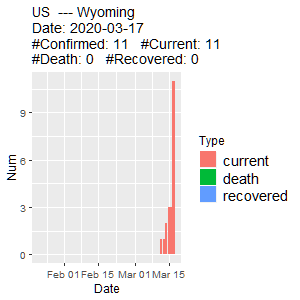 US  --- Wyoming
Date: 2020-03-17
#Confirmed: 11   #Current: 11
#Death: 0   #Recovered: 0
Num
9
6
3
0
Feb 01 Feb 15 Mar 01 Mar 15
Date
Type
current
death
recovered